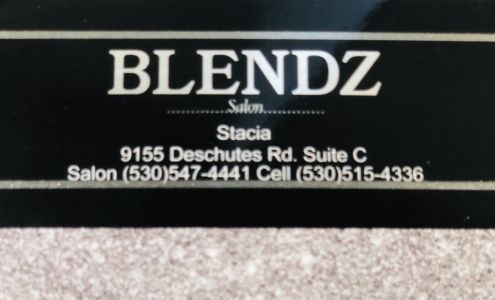 BLENDZ
Salon
Stacia
9155 Deschutes Rd. Suite C
Salon (530)547-4441 Cell (530)515-4336